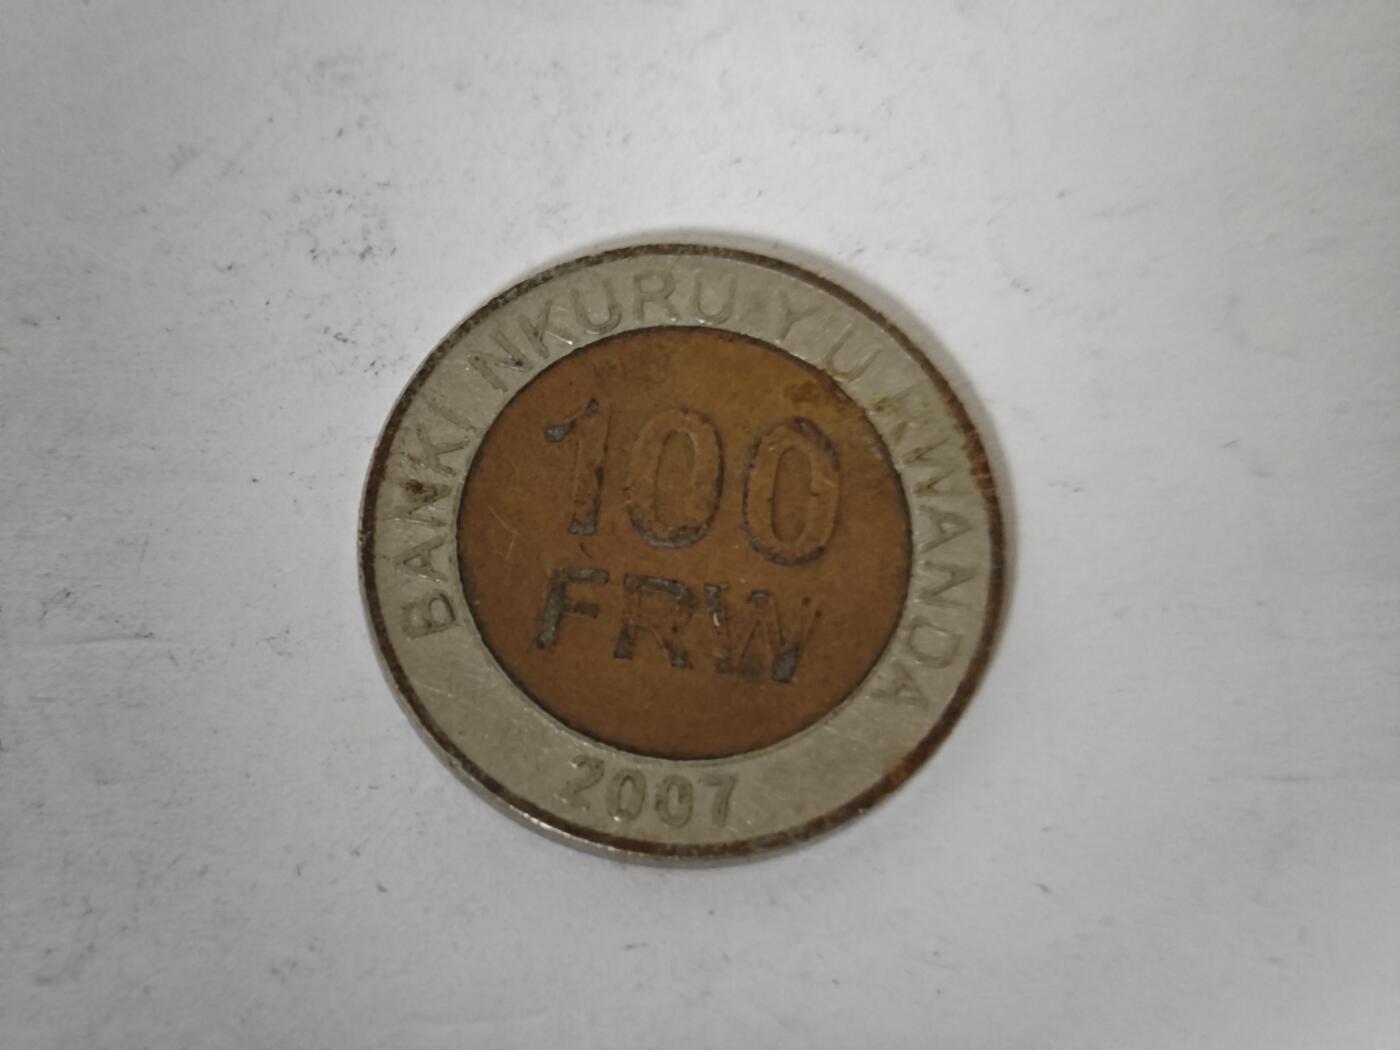 BANKI NKURU Y'U RWANDA
100
FRW
2007